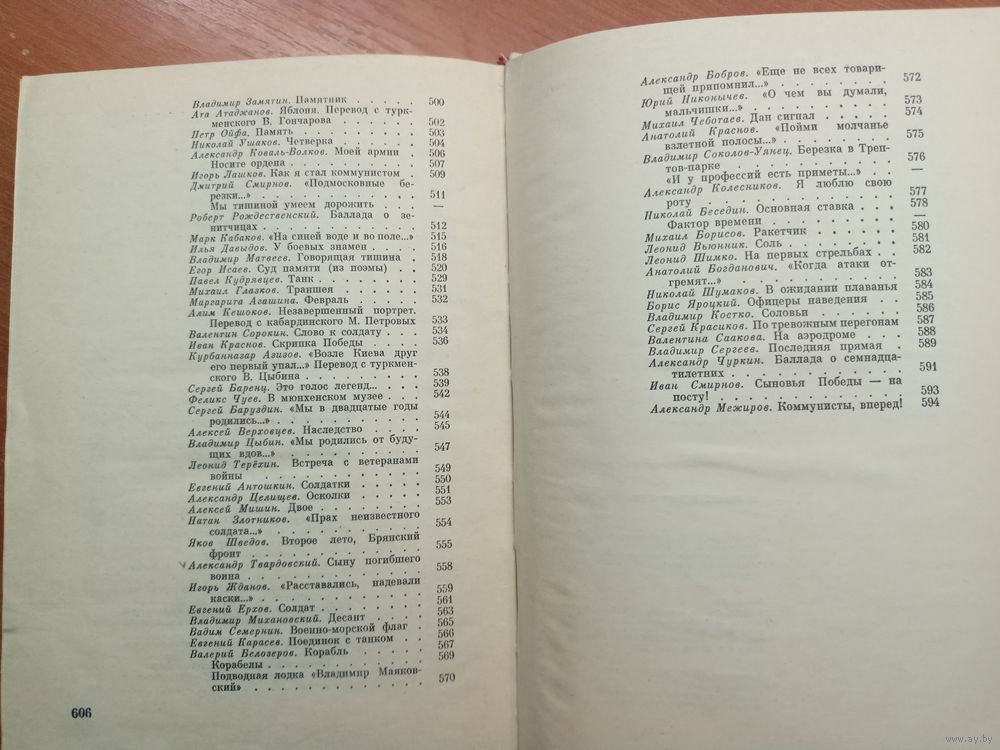 Владимир Замятин. Памятник . . . . . 500
Ата Атаджанов. Яблоня. Перевод с турк-
менского В. Гончарова . . . . . . 502
Петр Ойфа. Память . . . . . . . . 503
Николай Ушаков. Четверка . . . . . 504
Александр Коваль-Волков. Моей армии . 506
Носите ордена . . . . . . . . . 507
Игорь Лашков. Как я стал коммунистом . 509
Дмитрий Смирнов. «Подмосковные бе-
резки...» . . . . . . . . . . . 511
Мы тишиной умеем дорожить . . . . —
Роберт Рождественский. Баллада о зе-
нитчицах . . . . . . . . . . . 512
Марк Кабаков. «На синей воде и во поле...» 515
Илья Давыдов. У боевых знамен . . . . 516
Владимир Матвеев. Говорящая тишина . 518
Егор Исаев. Суд памяти (из поэмы) . . 520
Павел Кудрявцев. Танк . . . . . . . 529
Михаил Глазков. Траншея . . . . . . 531
Маргарита Агашина. Февраль . . . . . 532
Алим Кешоков. Незавершенный портрет.
Перевод с кабардинского М. Петровых 533
Валентин Сорокин. Слово к солдату . . . 534
Иван Краснов. Скрипка Победы . . . . 536
Курбанназар Азизов. «Возле Киева друг
его первый упал...» Перевод с туркмен-
ского В. Цыбина . . . . . . . . 538
Сергей Баренц. Это голос легенд... . . . 539
Феликс Чуев. В мюнхенском музее . . . 542
Сергей Баруздин. «Мы в двадцатые годы
родились...» . . . . . . . . . . 544
Алексей Верховцев. Наследство . . . . 545
Владимир Цыбин. «Мы родились от буду-
щих вдов...» . . . . . . . . . . 547
Леонид Терёхин. Встреча с ветеранами
войны . . . . . . . . . . . . 549
Евгений Антошкин. Солдатки . . . . . 550
Александр Целищев. Осколки . . . . . 551
Алексей Мишин. Двое . . . . . . . . 553
Натан Злотников. «Прах неизвестного
солдата...» . . . . . . . . . . 554
Яков Шведов. Второе лето, Брянский
фронт . . . . . . . . . . . . 555
Александр Твардовский. Сыну погибшего
воина . . . . . . . . . . . . 558
Игорь Жданов. «Расставались, надевали
каски...» . . . . . . . . . . . 559
Евгений Ерхов. Солдат . . . . . . . 561
Владимир Михановский. Десант . . . . 563
Вадим Семернин. Военно-морской флаг . 565
Евгений Карасев. Поединок с танком . . 566
Валерий Белозеров. Корабль . . . . . 567
Корабелы . . . . . . . . . . . 569
Подводная лодка «Владимир Маяков-
ский» . . . . . . . . . . . . 570
606
Александр Бобров. «Еще не всех товари-
щей припомнил...» . . . . . . . 572
Юрий Никонычев. «О чем вы думали,
мальчишки...» . . . . . . . . . 573
Михаил Чеботаев. Дан сигнал . . . . . 574
Анатолий Краснов. «Пойми молчанье
взлетной полосы...» . . . . . . . 575
Владимир Соколов-Уянец. Березка в Треп-
тов-парке . . . . . . . . . . . 576
«И у профессий есть приметы...» . . —
Александр Колесников. Я люблю свою
роту . . . . . . . . . . . . . 577
Николай Беседин. Основная ставка . . . 578
Фактор времени . . . . . . . . . —
Михаил Борисов. Ракетчик . . . . . . 580
Леонид Вьюнник. Соль . . . . . . . 581
Леонид Шимко. На первых стрельбах . . 582
Анатолий Богданович. «Когда атаки от-
гремят...» . . . . . . . . . . . 583
Николай Шумаков. В ожидании плаванья 584
Борис Яроцкий. Офицеры наведения . . 585
Владимир Костко. Соловьи . . . . . . 586
Сергей Красиков. По тревожным перегонам 587
Валентина Саакова. На аэродроме . . . 588
Владимир Сергеев. Последняя прямая . 589
Александр Чуркин. Баллада о семнадца-
тилетних . . . . . . . . . . . 591
Иван Смирнов. Сыновья Победы — на
посту! . . . . . . . . . . . . 593
Александр Межиров. Коммунисты, вперед! 594
www.ay.by